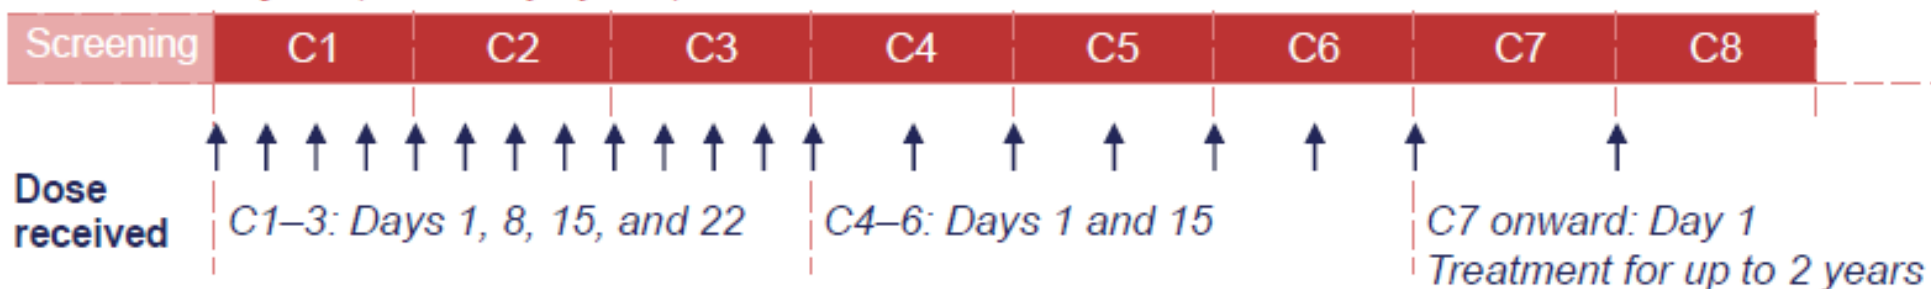 Screening C1 C2 C3 C4 C5 C6 C7 C8
Dose
received
C1–3: Days 1, 8, 15, and 22
C4–6: Days 1 and 15
C7 onward: Day 1
Treatment for up to 2 years